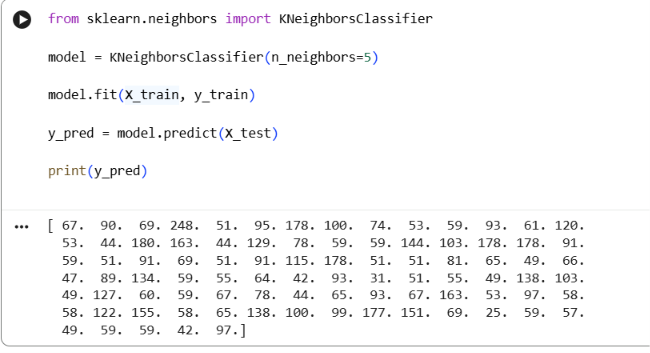 from sklearn.neighbors import KNeighborsClassifier
model = KNeighborsClassifier(n_neighbors=5)
model.fit(X_train, y_train)
y_pred = model.predict(X_test)
print(y_pred)
[ 67. 90. 69. 248. 51. 95. 178. 100. 74. 53. 59. 93. 61. 120.
53. 44. 180. 163. 44. 129. 78. 59. 59. 144. 103. 178. 178. 91.
59. 51. 91. 69. 51. 91. 115. 178. 51. 51. 81. 65. 49. 66.
47. 89. 134. 59. 55. 64. 42. 93. 31. 51. 55. 49. 138. 103.
49. 127. 60. 59. 67. 78. 44. 65. 93. 67. 163. 53. 97. 58.
58. 122. 155. 58. 65. 138. 100. 99. 177. 151. 69. 25. 59. 57.
49. 59. 59. 42. 97.]